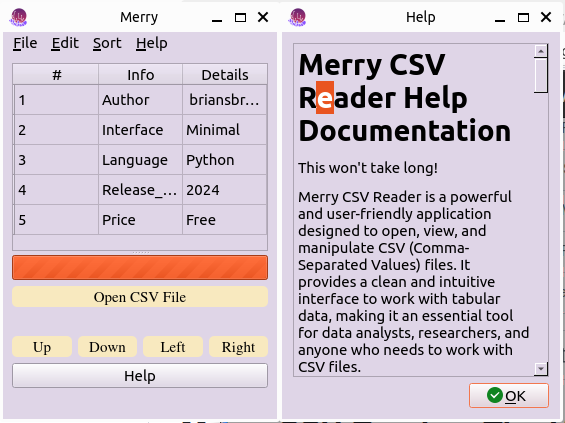 Merry
File Edit Sort Help
# Info Details
1 Author briansbr...
2 Interface Minimal
3 Language Python
4 Release_... 2024
5 Price Free
Open CSV File
Up Down Left Right
Help
Help
Merry CSV
Reader Help
Documentation
This won't take long!
Merry CSV Reader is a powerful
and user-friendly application
designed to open, view, and
manipulate CSV (Comma-
Separated Values) files. It
provides a clean and intuitive
interface to work with tabular
data, making it an essential tool
for data analysts, researchers, and
anyone who needs to work with
CSV files.
OK